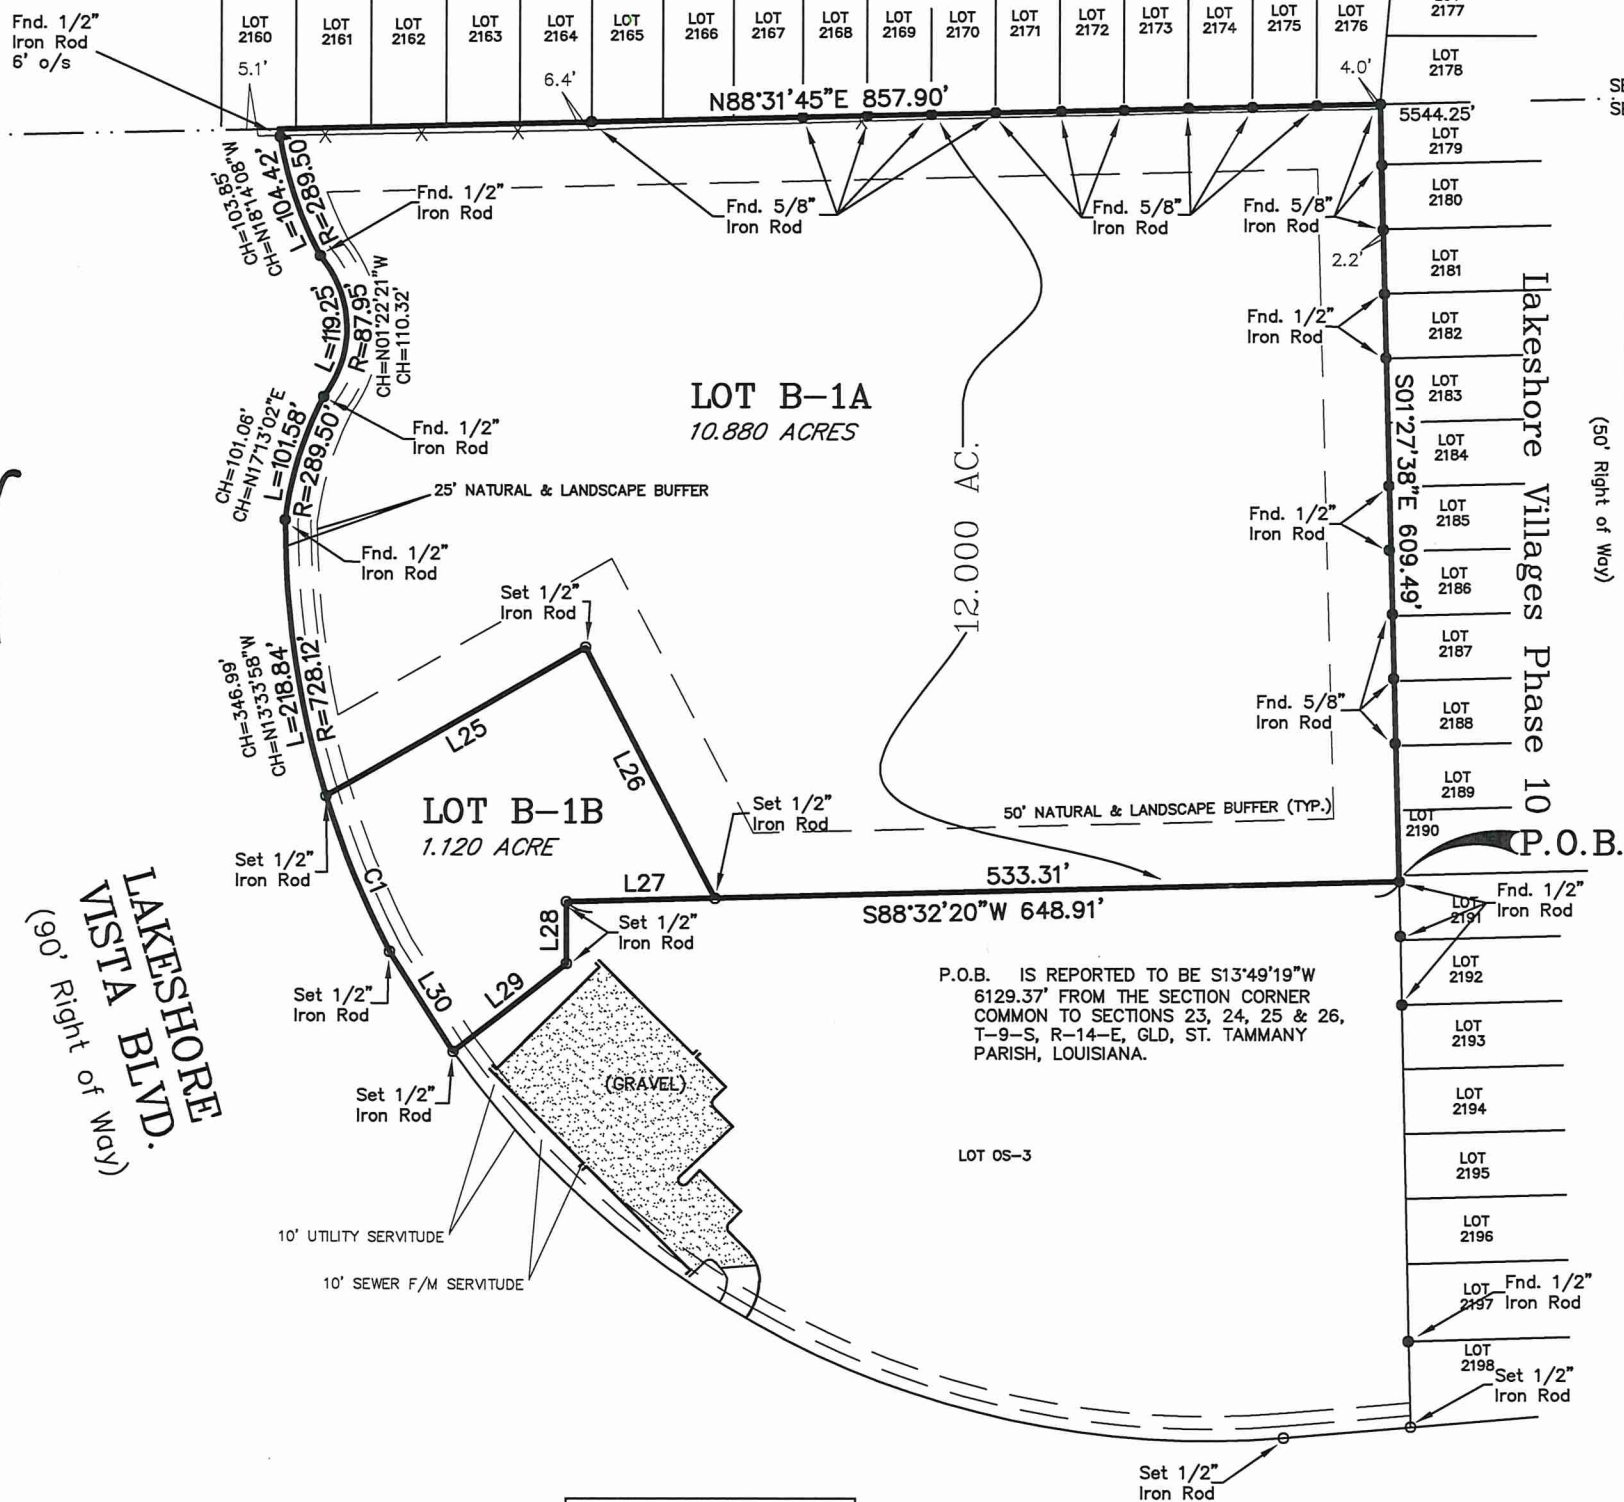 Fnd. 1/2"
Iron Rod
6' o/s
LOT
2160
LOT
2161
LOT
2162
LOT
2163
LOT
2164
LOT
2165
LOT
2166
LOT
2167
LOT
2168
LOT
2169
LOT
2170
LOT
2171
LOT
2172
LOT
2173
LOT
2174
LOT
2175
LOT
2176
2177
LOT
2178
5.1'
6.4'
4.0'
N88°31'45"E 857.90'
5544.25'
LOT
2179
LOT
2180
LOT
2181
LOT
2182
LOT
2183
LOT
2184
LOT
2185
LOT
2186
LOT
2187
LOT
2188
LOT
2189
LOT
2190
CH=103.85'
CH=N18°14'08"W
L=104.42'
R=289.50'
Fnd. 1/2"
Iron Rod
Fnd. 5/8"
Iron Rod
Fnd. 5/8"
Iron Rod
Fnd. 5/8"
Iron Rod
2.2'
L=119.25'
R=87.95'
CH=N01°22'21"W
CH=110.32'
Fnd. 1/2"
Iron Rod
Lakeshore Villages Phase 10
(50' Right of Way)
S01°27'38"E 609.49'
LOT B-1A
10.880 ACRES
Fnd. 1/2"
Iron Rod
CH=101.06'
CH=N17°13'02"E
L=101.58'
R=289.50'
25' NATURAL & LANDSCAPE BUFFER
12.000 AC.
Fnd. 1/2"
Iron Rod
Fnd. 1/2"
Iron Rod
Set 1/2"
Iron Rod
CH=346.99'
CH=N13°33'58"W
L=218.84'
R=728.12'
L25
L26
Fnd. 5/8"
Iron Rod
LOT B-1B
1.120 ACRE
Set 1/2"
Iron Rod
50' NATURAL & LANDSCAPE BUFFER (TYP.)
P.O.B.
Set 1/2"
Iron Rod
C1
L27
533.31'
S88°32'20"W 648.91'
L28
Set 1/2"
Iron Rod
Fnd. 1/2"
Iron Rod
LOT
2191
LOT
2192
LOT
2193
LOT
2194
LOT
2195
LOT
2196
LOT
2197
LOT
2198
LAKESHORE
VISTA BLVD.
(90' Right of Way)
L29
L30
Set 1/2"
Iron Rod
P.O.B. IS REPORTED TO BE S13°49'19"W
6129.37' FROM THE SECTION CORNER
COMMON TO SECTIONS 23, 24, 25 & 26,
T-9-S, R-14-E, GLD, ST. TAMMANY
PARISH, LOUISIANA.
(GRAVEL)
Set 1/2"
Iron Rod
LOT OS-3
10' UTILITY SERVITUDE
10' SEWER F/M SERVITUDE
Fnd. 1/2"
Iron Rod
Set 1/2"
Iron Rod
Set 1/2"
Iron Rod